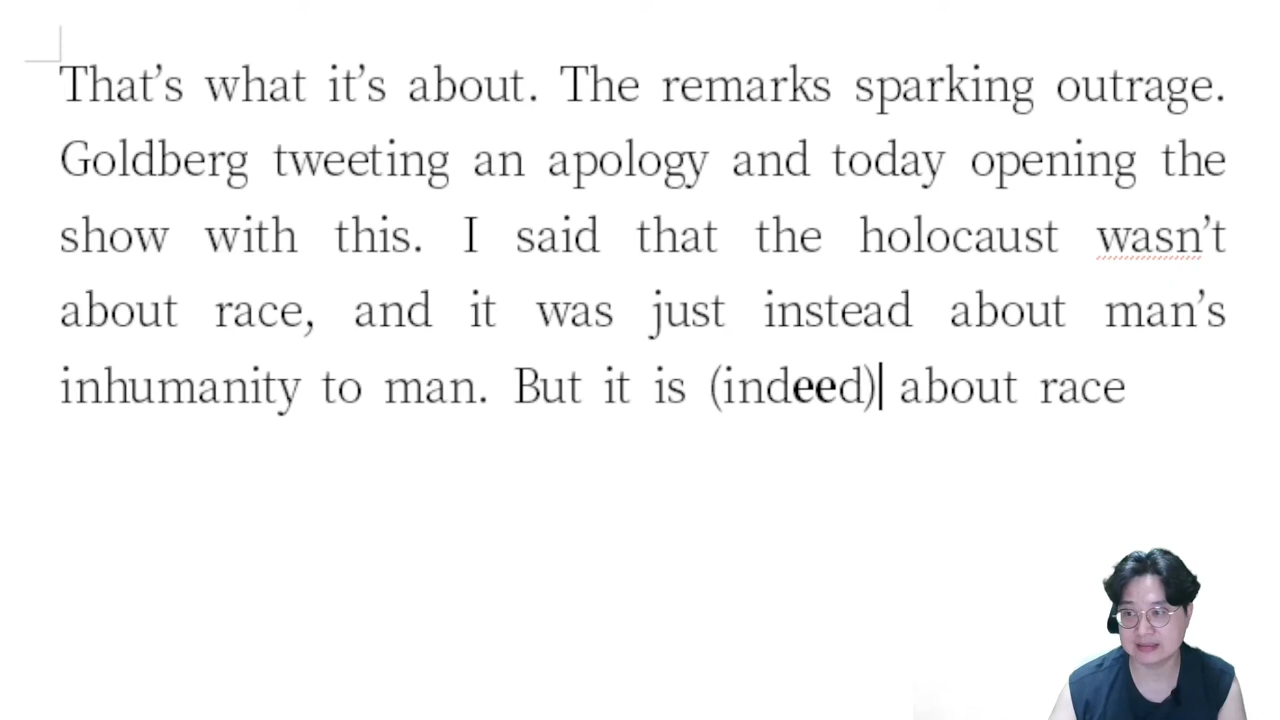 That’s what it’s about. The remarks sparking outrage.
Goldberg tweeting an apology and today opening the
show with this. I said that the holocaust wasn’t
about race, and it was just instead about man’s
inhumanity to man. But it is (indeed) about race